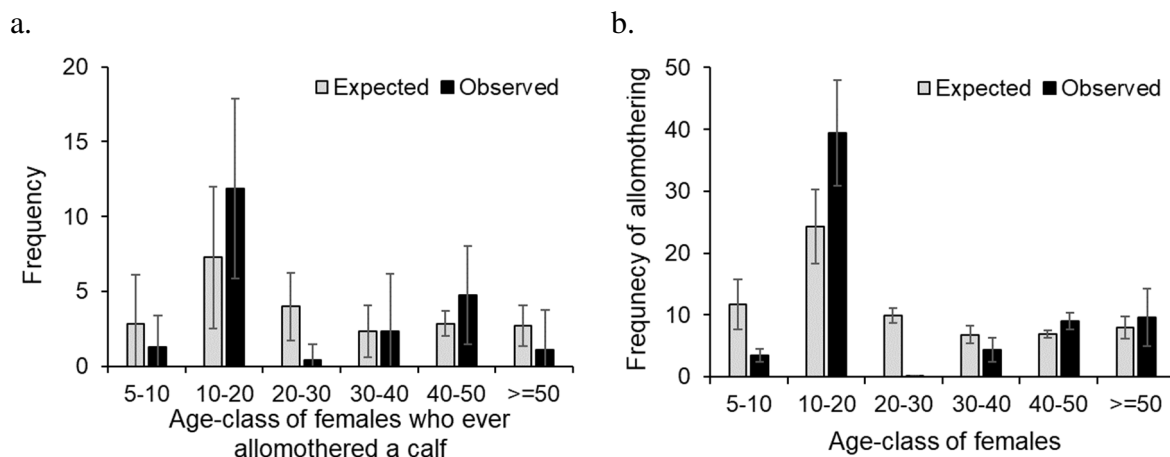 a.
20
15
10
5
0
Frequency
Expected Observed
5-10 10-20 20-30 30-40 40-50 >=50
Age-class of females who ever
allomothered a calf
b.
50
40
30
20
10
0
Frequnecy of allomothering
Expected Observed
5-10 10-20 20-30 30-40 40-50 >=50
Age-class of females